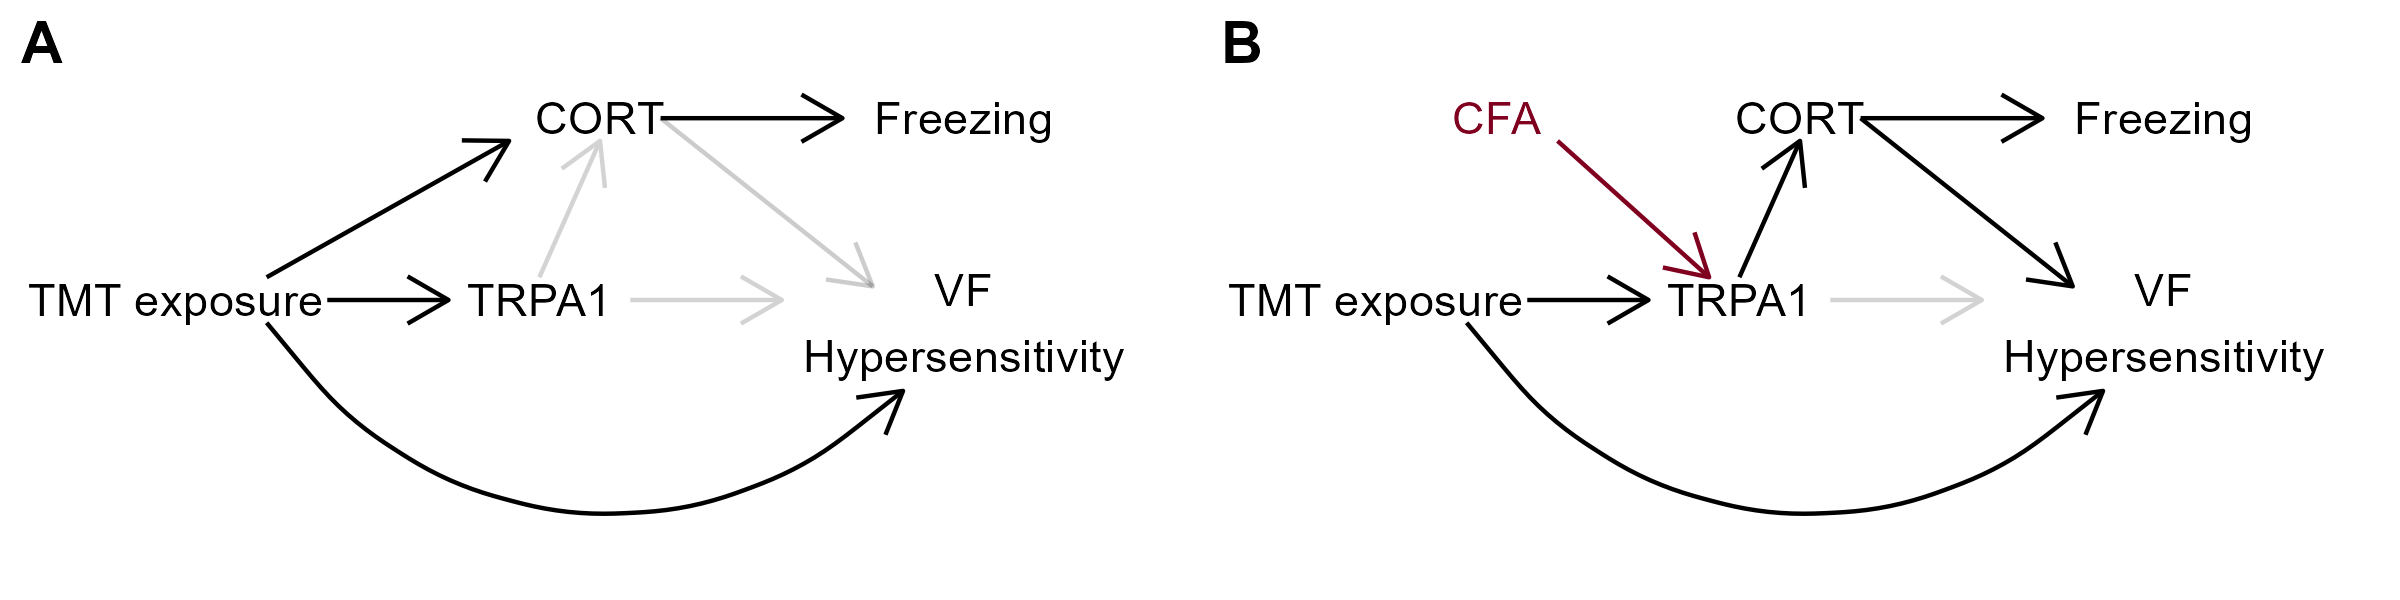 A
CORT
Freezing
TMT exposure
TRPA1
VF
Hypersensitivity
B
CFA
CORT
Freezing
TMT exposure
TRPA1
VF
Hypersensitivity